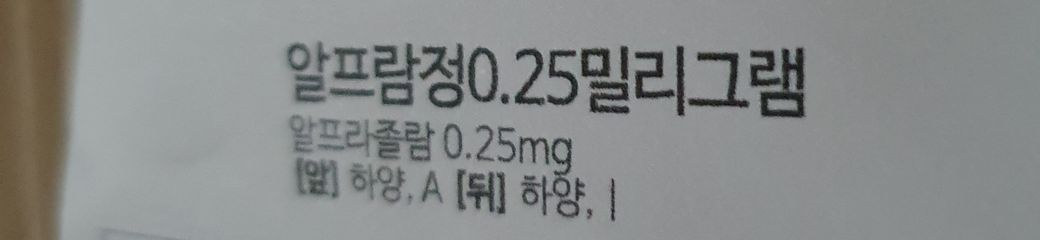 알프람정0.25밀리그램
알프라졸람 0.25mg
[앞] 하양, A [뒤] 하양, |